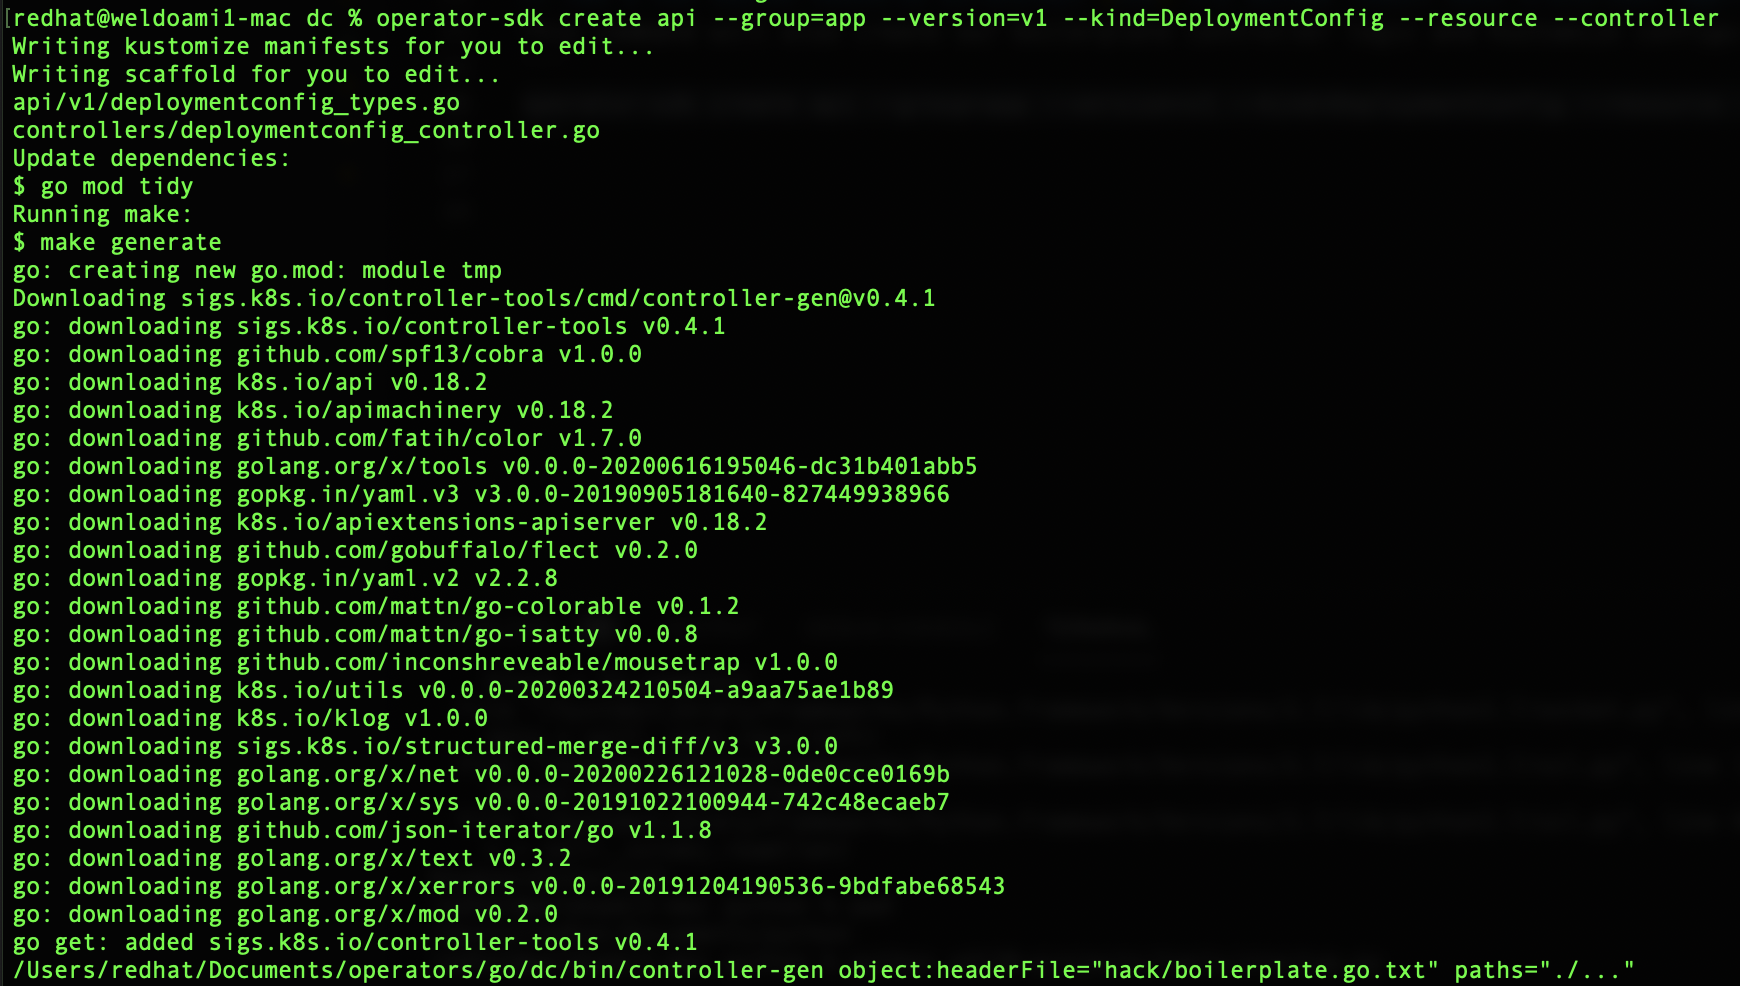 [redhat@weldoami1-mac dc % operator-sdk create api --group=app --version=v1 --kind=DeploymentConfig --resource --controller
Writing kustomize manifests for you to edit...
Writing scaffold for you to edit...
api/v1/deploymentconfig_types.go
controllers/deploymentconfig_controller.go
Update dependencies:
$ go mod tidy
Running make:
$ make generate
go: creating new go.mod: module tmp
Downloading sigs.k8s.io/controller-tools/cmd/controller-gen@v0.4.1
go: downloading sigs.k8s.io/controller-tools v0.4.1
go: downloading github.com/spf13/cobra v1.0.0
go: downloading k8s.io/api v0.18.2
go: downloading k8s.io/apimachinery v0.18.2
go: downloading github.com/fatih/color v1.7.0
go: downloading golang.org/x/tools v0.0.0-20200616195046-dc31b401abb5
go: downloading gopkg.in/yaml.v3 v3.0.0-20190905181640-827449938966
go: downloading k8s.io/apiextensions-apiserver v0.18.2
go: downloading github.com/gobuffalo/flect v0.2.0
go: downloading gopkg.in/yaml.v2 v2.2.8
go: downloading github.com/mattn/go-colorable v0.1.2
go: downloading github.com/mattn/go-isatty v0.0.8
go: downloading github.com/inconshreveable/mousetrap v1.0.0
go: downloading k8s.io/utils v0.0.0-20200324210504-a9aa75ae1b89
go: downloading k8s.io/klog v1.0.0
go: downloading sigs.k8s.io/structured-merge-diff/v3 v3.0.0
go: downloading golang.org/x/net v0.0.0-20200226121028-0de0cce0169b
go: downloading golang.org/x/sys v0.0.0-20191022100944-742c48ecaeb7
go: downloading github.com/json-iterator/go v1.1.8
go: downloading golang.org/x/text v0.3.2
go: downloading golang.org/x/xerrors v0.0.0-20191204190536-9bdfabe68543
go: downloading golang.org/x/mod v0.2.0
go get: added sigs.k8s.io/controller-tools v0.4.1
/Users/redhat/Documents/operators/go/dc/bin/controller-gen object:headerFile="hack/boilerplate.go.txt" paths="./..."